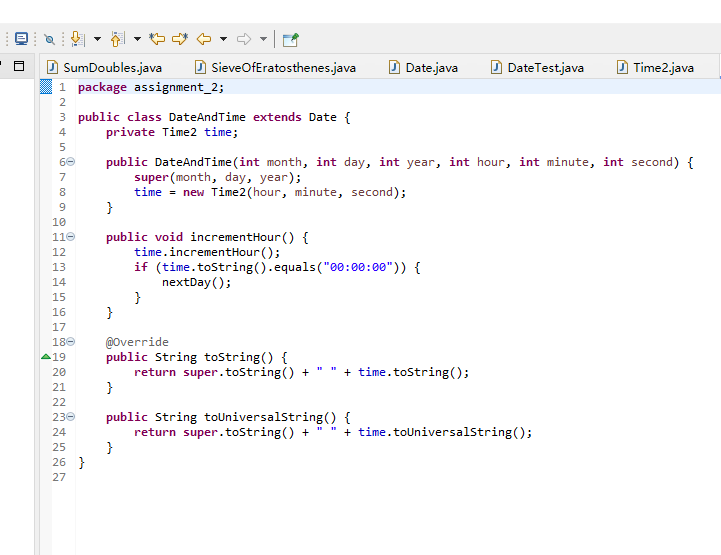 SumDoubles.java SieveOfEratosthenes.java Date.java DateTest.java Time2.java
1 package assignment_2;
2
3 public class DateAndTime extends Date {
4 private Time2 time;
5
6 public DateAndTime(int month, int day, int year, int hour, int minute, int second) {
7 super(month, day, year);
8 time = new Time2(hour, minute, second);
9 }
10
11 public void incrementHour() {
12 time.incrementHour();
13 if (time.toString().equals("00:00:00")) {
14 nextDay();
15 }
16 }
17
18 @Override
19 public String toString() {
20 return super.toString() + " " + time.toString();
21 }
22
23 public String toUniversalString() {
24 return super.toString() + " " + time.toUniversalString();
25 }
26 }
27